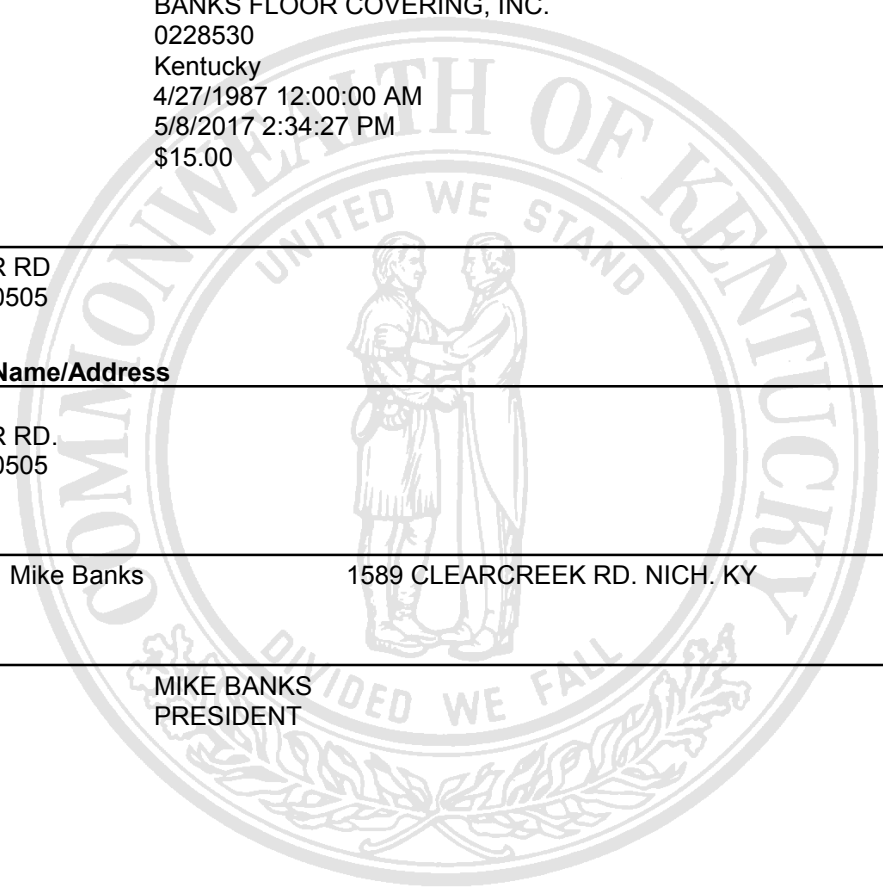 BANKS FLOOR COVERING, INC.
0228530
Kentucky
4/27/1987 12:00:00 AM
5/8/2017 2:34:27 PM
$15.00
R RD
0505
Name/Address
R RD.
0505
Mike Banks 1589 CLEARCREEK RD. NICH. KY
MIKE BANKS
PRESIDENT
COMMONWEALTH OF KENTUCKY
UNITED WE STAND
DIVIDED WE FALL